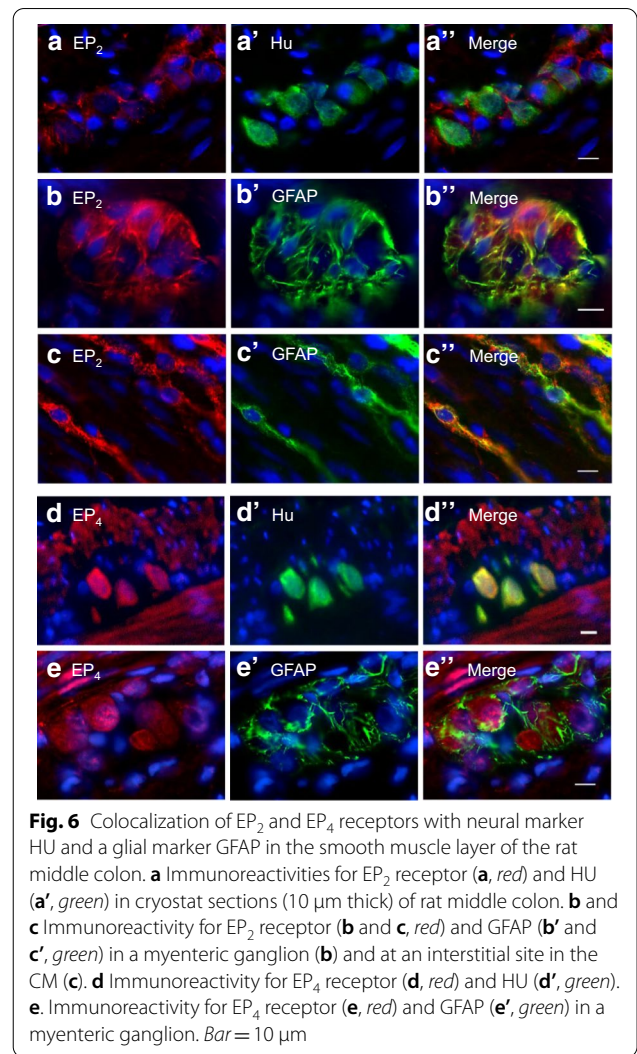 a EP₂ a’ Hu a’’ Merge
b EP₂ b’ GFAP b’’ Merge
c EP₂ c’ GFAP c’’ Merge
d EP₄ d’ Hu d’’ Merge
e EP₄ e’ GFAP e’’ Merge
Fig. 6 Colocalization of EP₂ and EP₄ receptors with neural marker
HU and a glial marker GFAP in the smooth muscle layer of the rat
middle colon. a Immunoreactivities for EP₂ receptor (a, red) and HU
(a′, green) in cryostat sections (10 µm thick) of rat middle colon. b and
c Immunoreactivity for EP₂ receptor (b and c, red) and GFAP (b′ and
c′, green) in a myenteric ganglion (b) and at an interstitial site in the
CM (c). d Immunoreactivity for EP₄ receptor (d, red) and HU (d′, green).
e. Immunoreactivity for EP₄ receptor (e, red) and GFAP (e′, green) in a
myenteric ganglion. Bar = 10 µm